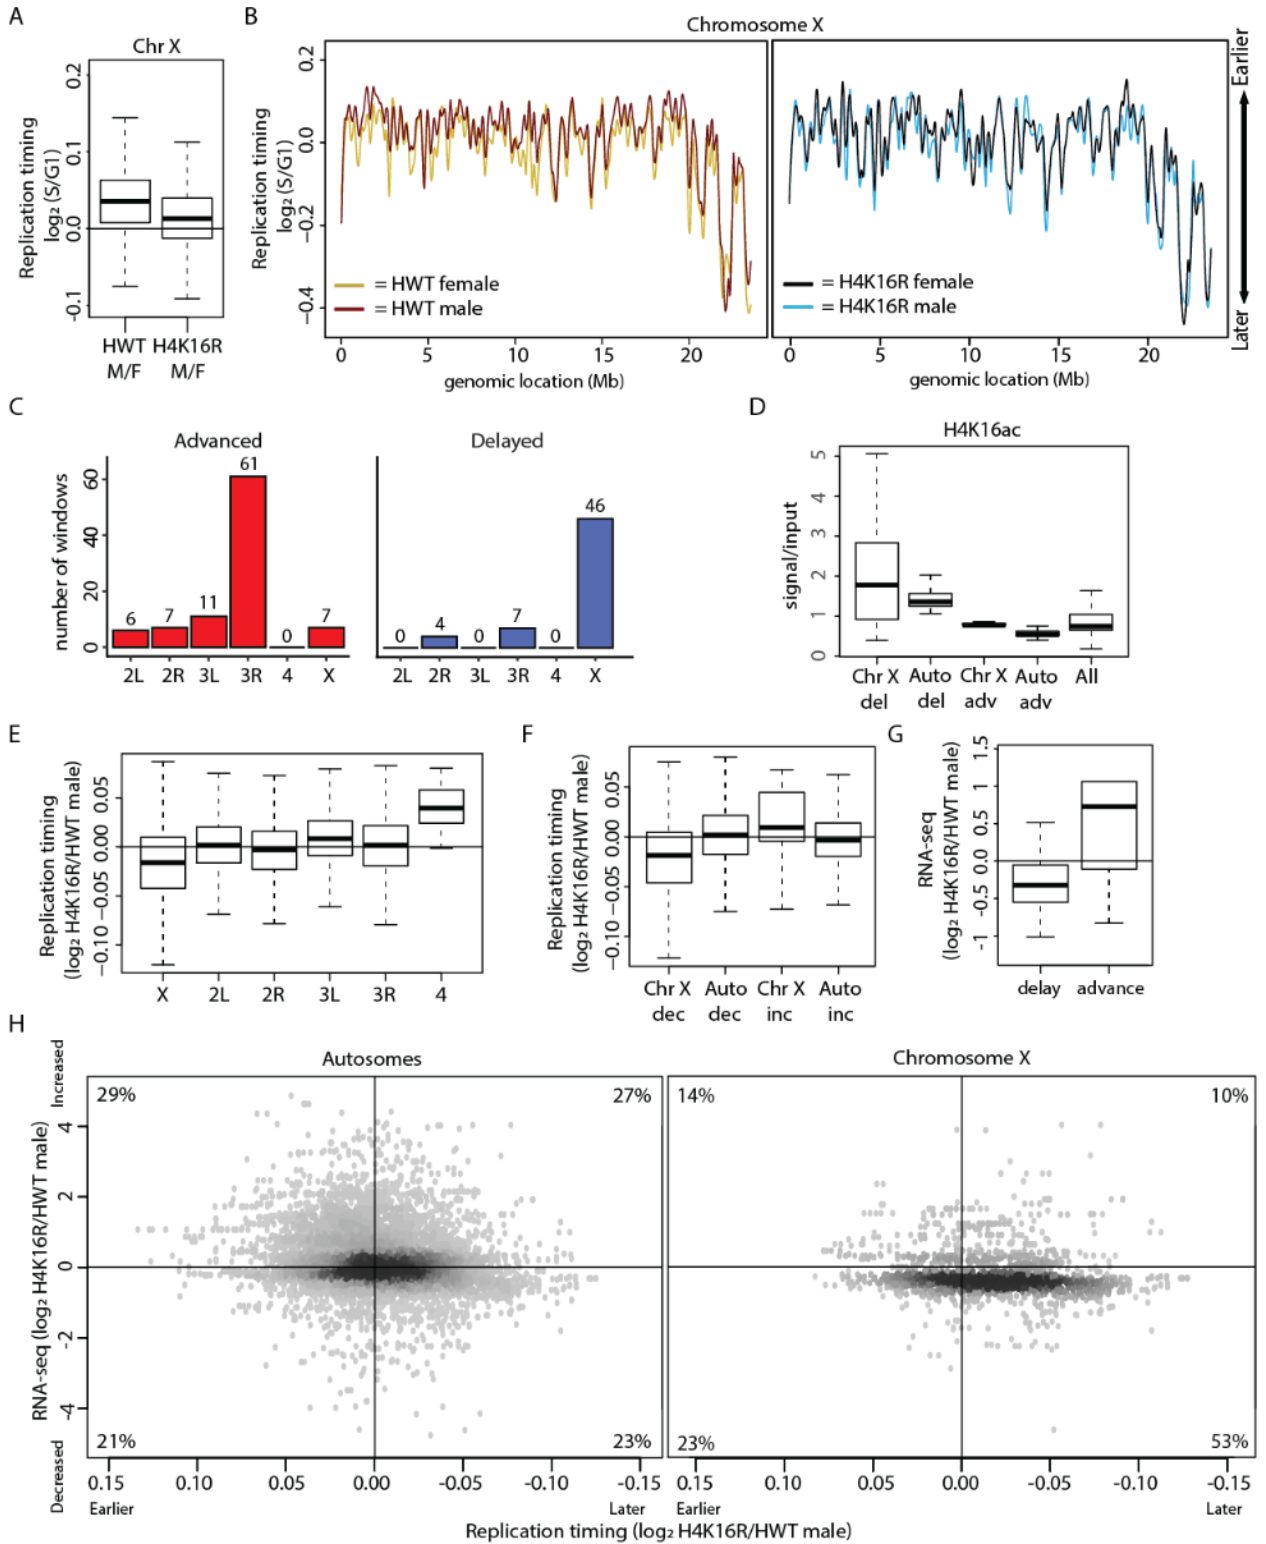 A
Chr X
Replication timing
log₂ (S/G1)
0.2
0.1
0.0
-0.1
HWT H4K16R
M/F M/F
B
Chromosome X
Replication timing
log₂ (S/G1)
0.2
0.0
-0.2
-0.4
= HWT female
= HWT male
0 5 10 15 20
genomic location (Mb)
= H4K16R female
= H4K16R male
0 5 10 15 20
genomic location (Mb)
Earlier
Later
C
Advanced
number of windows
60
40
20
0
6 7 11 61 0 7
2L 2R 3L 3R 4 X
Delayed
0 4 0 7 0 46
2L 2R 3L 3R 4 X
D
H4K16ac
signal/input
5
4
3
2
1
0
Chr X Auto Chr X Auto All
del del adv adv
E
Replication timing
(log₂ H4K16R/HWT male)
0.05
0.00
-0.05
-0.10
X 2L 2R 3L 3R 4
F
Replication timing
(log₂ H4K16R/HWT male)
0.05
0.00
-0.05
-0.10
Chr X Auto Chr X Auto
dec dec inc inc
G
RNA-seq
(log₂ H4K16R/HWT male)
1.5
1
0.5
0.0
-0.5
-1
delay advance
H
Autosomes
Chromosome X
Increased
Decreased
RNA-seq (log₂ H4K16R/HWT male)
4
2
0
-2
-4
29% 27%
21% 23%
14% 10%
23% 53%
0.15 0.10 0.05 0.00 -0.05 -0.10 -0.15
Earlier Later
0.15 0.10 0.05 0.00 -0.05 -0.10 -0.15
Earlier Later
Replication timing (log₂ H4K16R/HWT male)